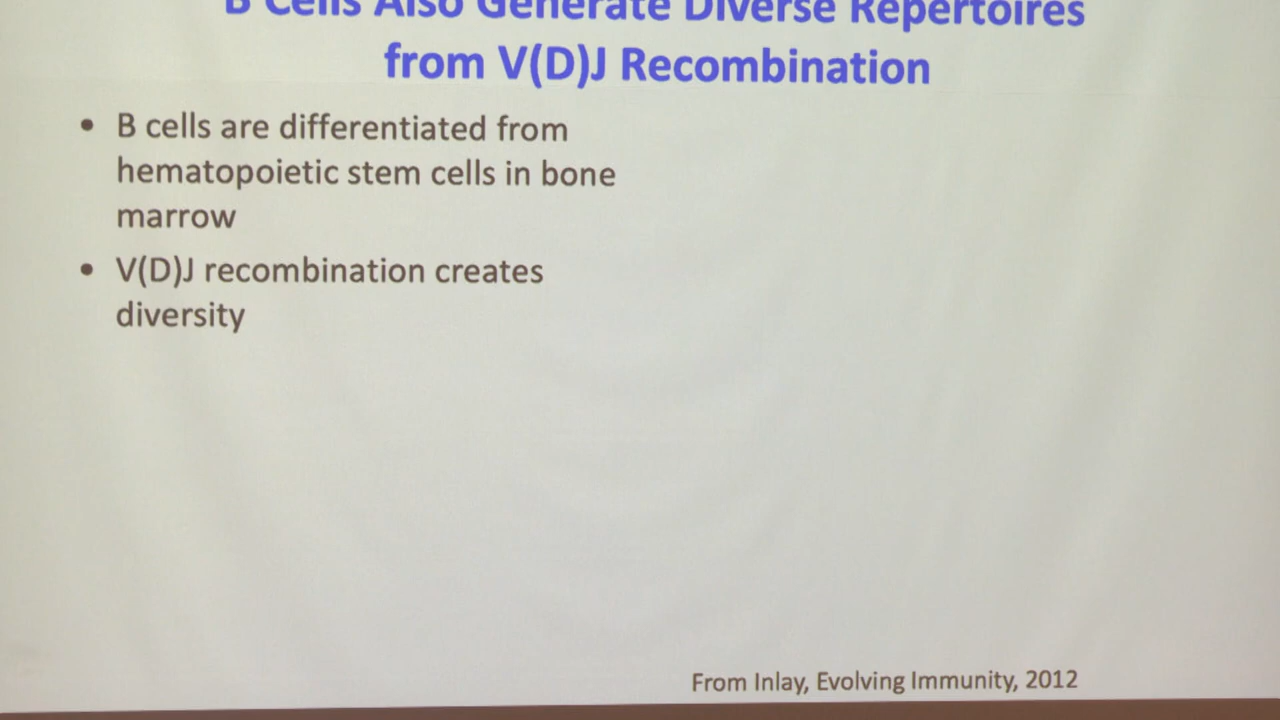 B Cells Also Generate Diverse Repertoires
from V(D)J Recombination
• B cells are differentiated from
hematopoietic stem cells in bone
marrow
• V(D)J recombination creates
diversity
From Inlay, Evolving Immunity, 2012